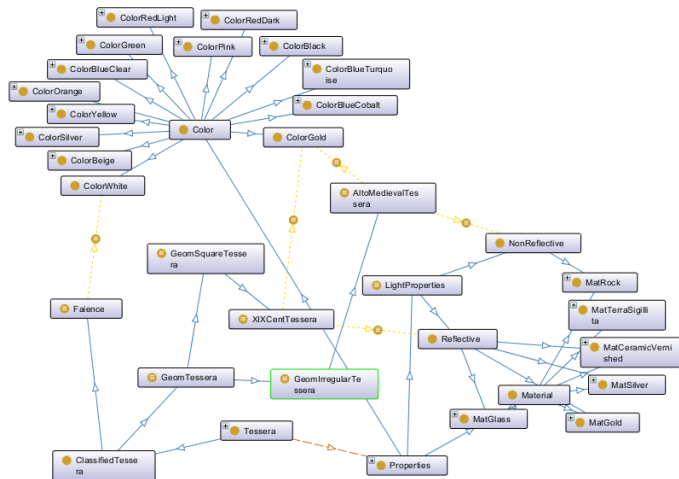 ColorRedLight
ColorRedDark
ColorGreen
ColorPink
ColorBlack
ColorBlueClear
ColorBlueTurqu
oise
ColorOrange
ColorBlueCobalt
ColorYellow
Color
ColorSilver
ColorGold
ColorBeige
ColorWhite
AltoMedievalTes
sera
NonReflective
GeomSquareTesse
ra
LightProperties
MatRock
Faience
XIXCentTessera
MatTerraSigilli
ta
Reflective
MatCeramicVerni
shed
GeomTessera
GeomIrregularTe
ssera
MatSilver
Material
MatGlass
MatGold
Tessera
ClassifiedTesse
ra
Properties